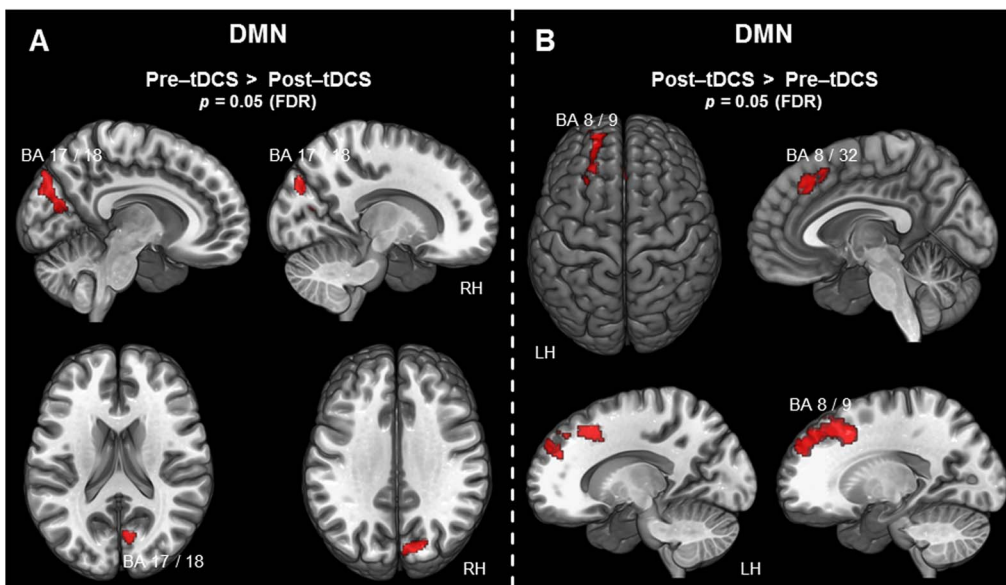 A
DMN
Pre–tDCS > Post–tDCS
p = 0.05 (FDR)
BA 17 / 18
BA 17 / 18
RH
BA 17 / 18
RH
B
DMN
Post–tDCS > Pre–tDCS
p = 0.05 (FDR)
BA 8 / 9
BA 8 / 32
LH
BA 8 / 9
LH